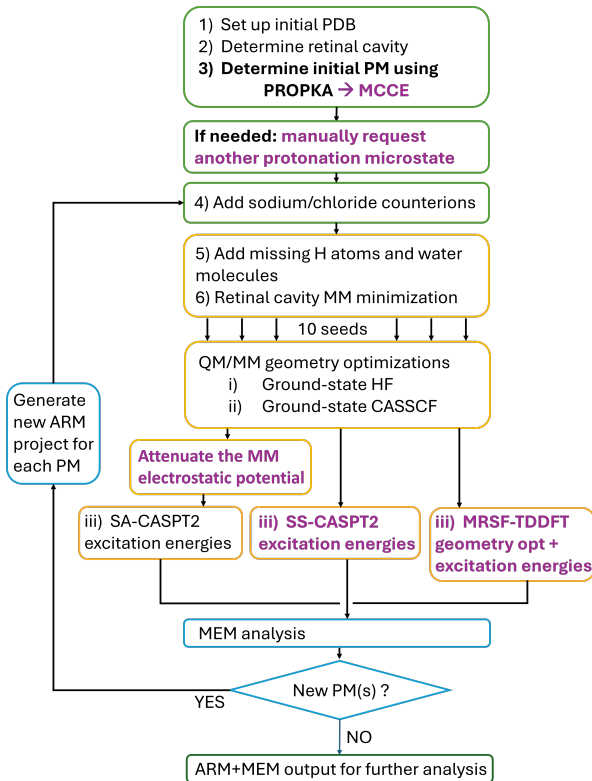 1) Set up initial PDB
2) Determine retinal cavity
3) Determine initial PM using
PROPKA → MCCE
If needed: manually request
another protonation microstate
4) Add sodium/chloride counterions
5) Add missing H atoms and water
molecules
6) Retinal cavity MM minimization
10 seeds
QM/MM geometry optimizations
i) Ground-state HF
ii) Ground-state CASSCF
Generate
new ARM
project for
each PM
Attenuate the MM
electrostatic potential
iii) SA-CASPT2
excitation energies
iii) SS-CASPT2
excitation energies
iii) MRSF-TDDFT
geometry opt +
excitation energies
MEM analysis
New PM(s) ?
YES
NO
ARM+MEM output for further analysis